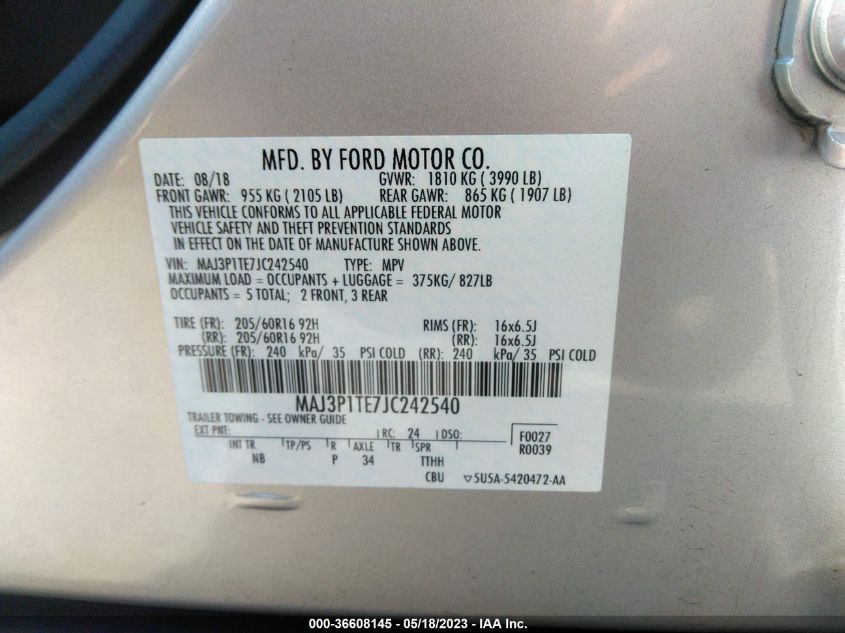 MFD. BY FORD MOTOR CO.
DATE: 08/18 GVWR: 1810 KG ( 3990 LB)
FRONT GAWR: 955 KG ( 2105 LB) REAR GAWR: 865 KG ( 1907 LB)
THIS VEHICLE CONFORMS TO ALL APPLICABLE FEDERAL MOTOR
VEHICLE SAFETY AND THEFT PREVENTION STANDARDS
IN EFFECT ON THE DATE OF MANUFACTURE SHOWN ABOVE.
VIN: MAJ3P1TE7JC242540 TYPE: MPV
MAXIMUM LOAD = OCCUPANTS + LUGGAGE = 375KG/ 827LB
OCCUPANTS = 5 TOTAL; 2 FRONT, 3 REAR
TIRE (FR): 205/60R16 92H RIMS (FR): 16x6.5J
(RR): 205/60R16 92H (RR): 16x6.5J
PRESSURE (FR): 240 kPa/ 35 PSI COLD (RR): 240 kPa/ 35 PSI COLD
MAJ3P1TE7JC242540
TRAILER TOWING - SEE OWNER GUIDE
EXT PNT: RC: 24 DSO: F0027
INT TR TP/PS R AXLE TR SPR R0039
NB P 34 TTHH
CBU ▽5U5A-5420472-AA
000-36608145 - 05/18/2023 - IAA Inc.